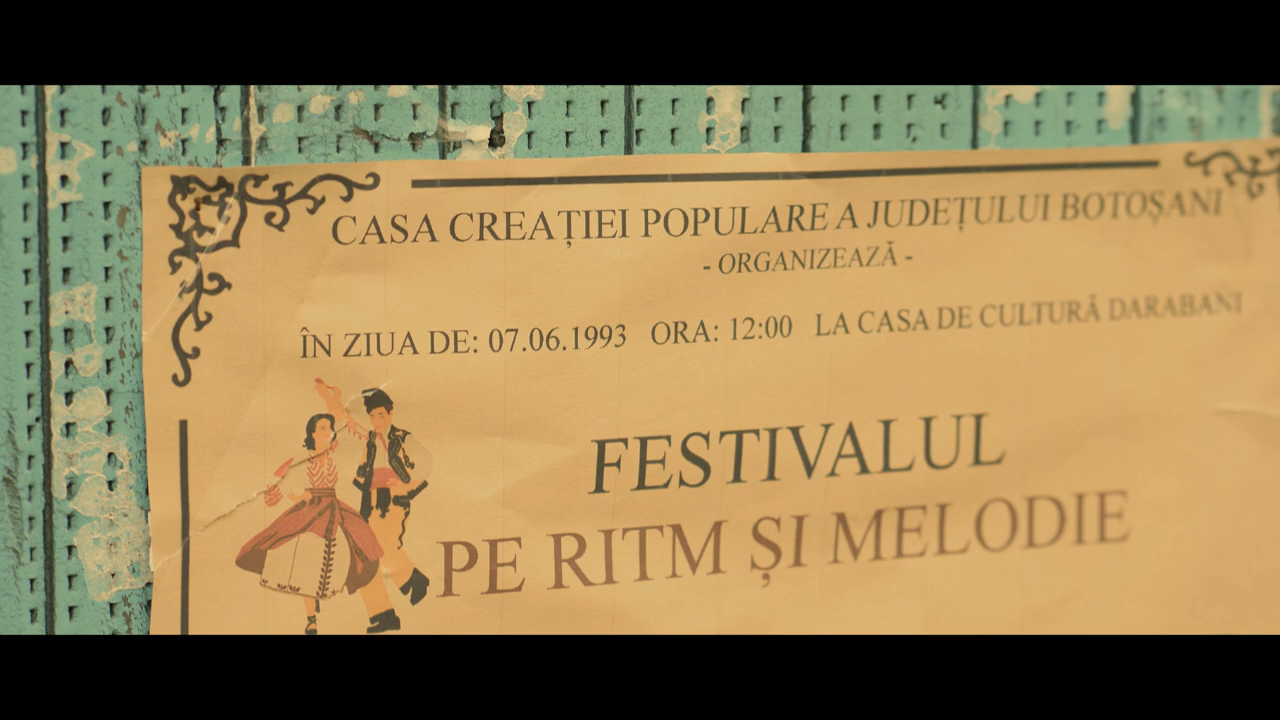 CASA CREAȚIEI POPULARE A JUDEȚULUI BOTOȘANI
- ORGANIZEAZĂ -
ÎN ZIUA DE: 07.06.1993 ORA: 12:00 LA CASA DE CULTURĂ DARABANI
FESTIVALUL
PE RITM ȘI MELODIE